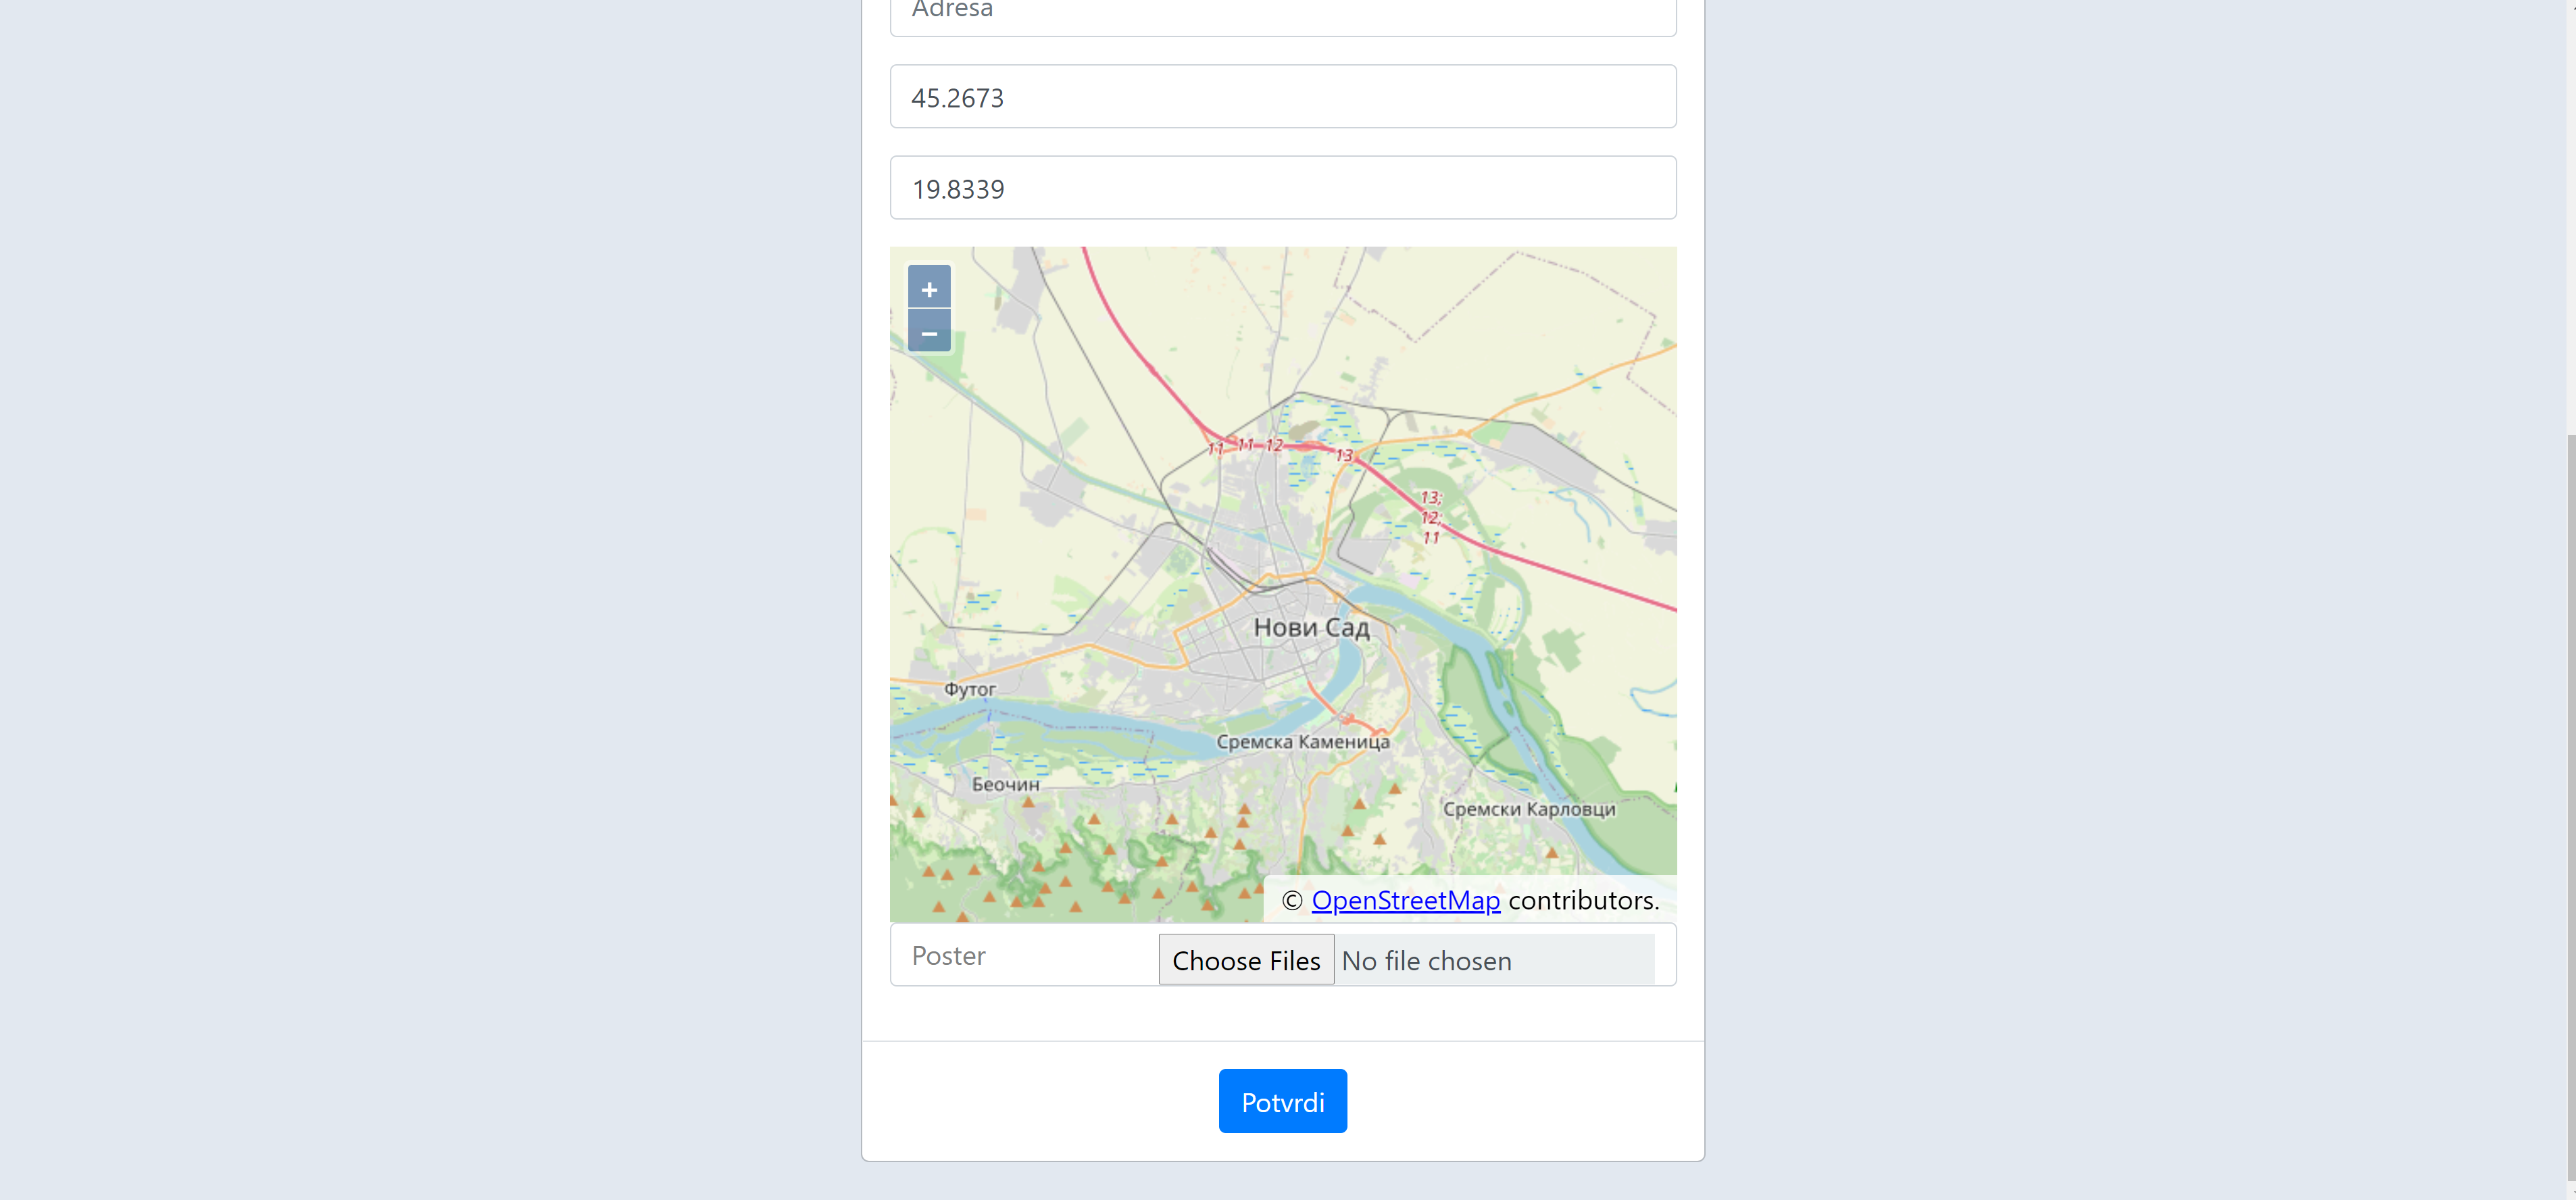 Adresa
45.2673
19.8339
+
−
11 11 12
13
13;
12;
11
Нови Сад
Футог
Сремска Каменица
Беочин
Сремски Карловци
© OpenStreetMap contributors.
Poster Choose Files No file chosen
Potvrdi